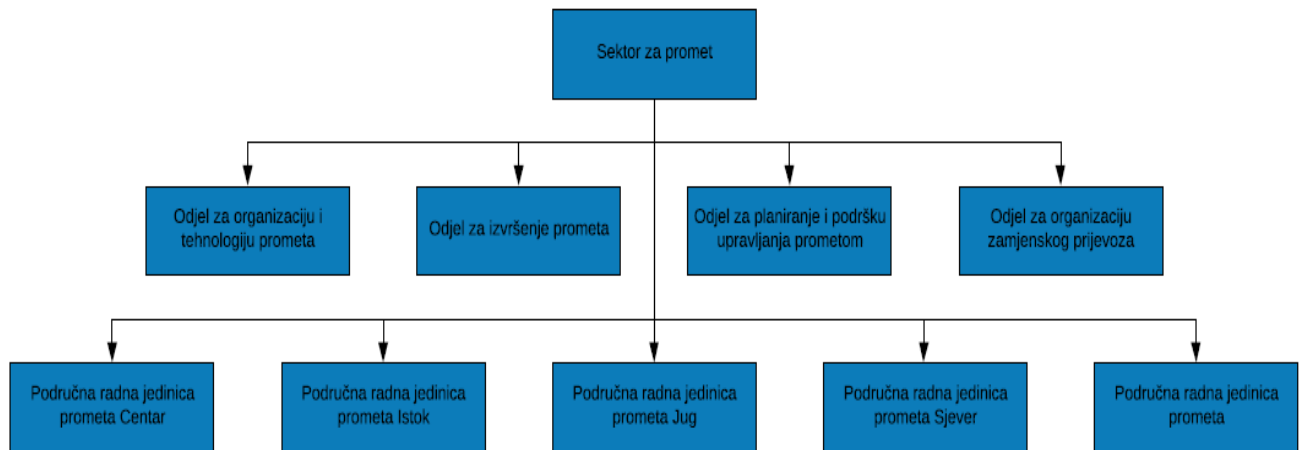 Sektor za promet
Odjel za organizaciju i
tehnologiju prometa
Odjel za izvršenje prometa
Odjel za planiranje i podršku
upravljanja prometom
Odjel za organizaciju
zamjenskog prijevoza
Područna radna jedinica
prometa Centar
Područna radna jedinica
prometa Istok
Područna radna jedinica
prometa Jug
Područna radna jedinica
prometa Sjever
Područna radna jedinica
prometa